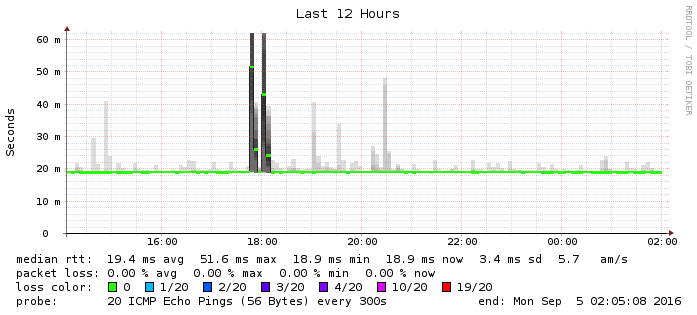 Last 12 Hours
RRDTOOL / TOBI OETIKER
Seconds
60 m
50 m
40 m
30 m
20 m
10 m
0
16:00 18:00 20:00 22:00 00:00 02:00
median rtt: 19.4 ms avg 51.6 ms max 18.9 ms min 18.9 ms now 3.4 ms sd 5.7 am/s
packet loss: 0.00 % avg 0.00 % max 0.00 % min 0.00 % now
loss color: 0 1/20 2/20 3/20 4/20 10/20 19/20
probe: 20 ICMP Echo Pings (56 Bytes) every 300s end: Mon Sep 5 02:05:08 2016